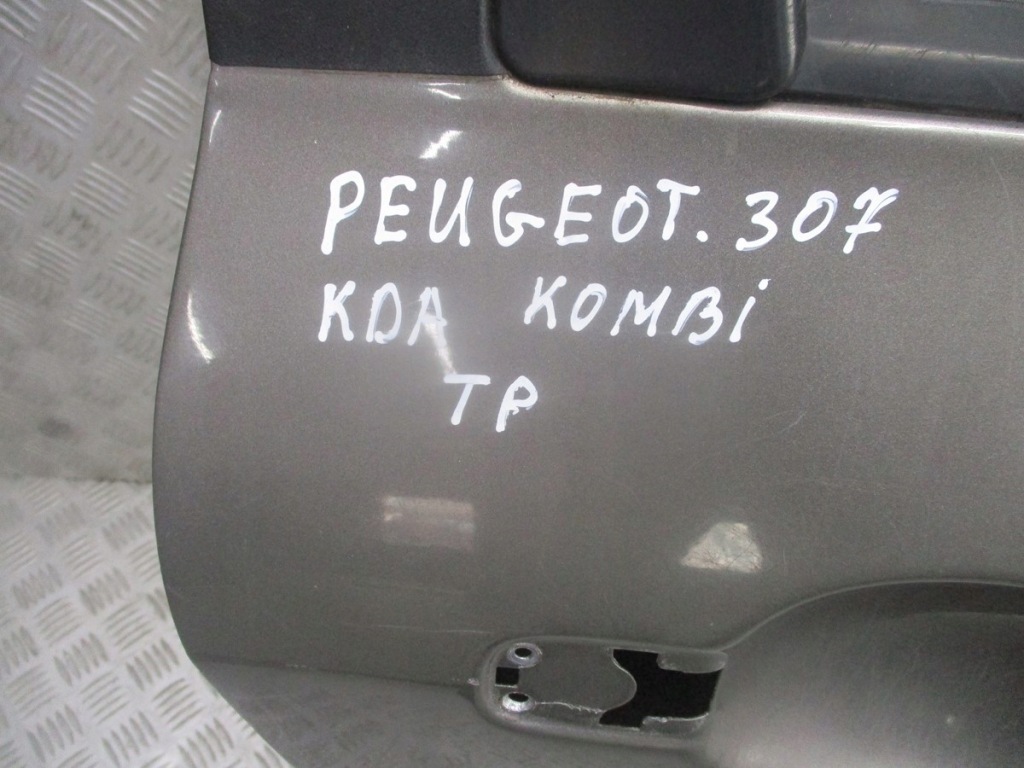 PEUGEOT. 307
KDA KOMBi
TP